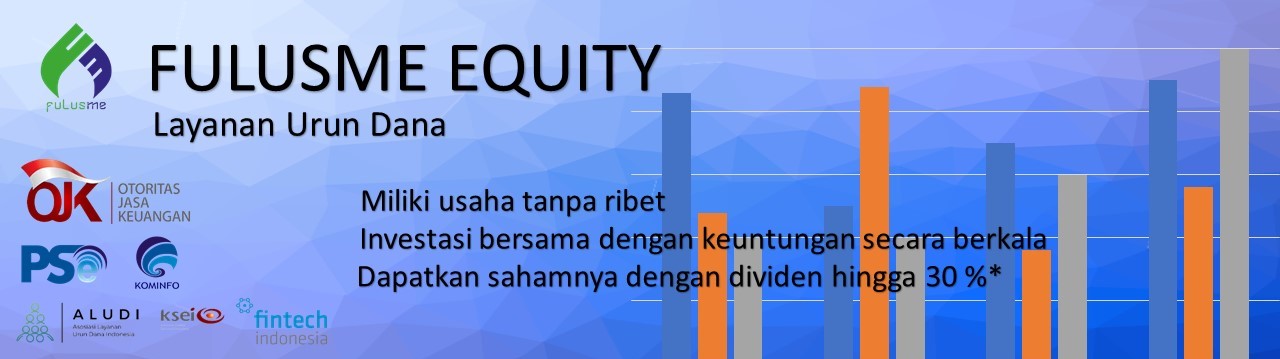 FULUSME EQUITY
fulusme
Layanan Urun Dana
OJK
OTORITAS
JASA
KEUANGAN
Miliki usaha tanpa ribet
Investasi bersama dengan keuntungan secara berkala
Dapatkan sahamnya dengan dividen hingga 30 %*
PSe
KOMINFO
ALUDI
Asosiasi Layanan
Urun Dana Indonesia
ksei
fintech
indonesia